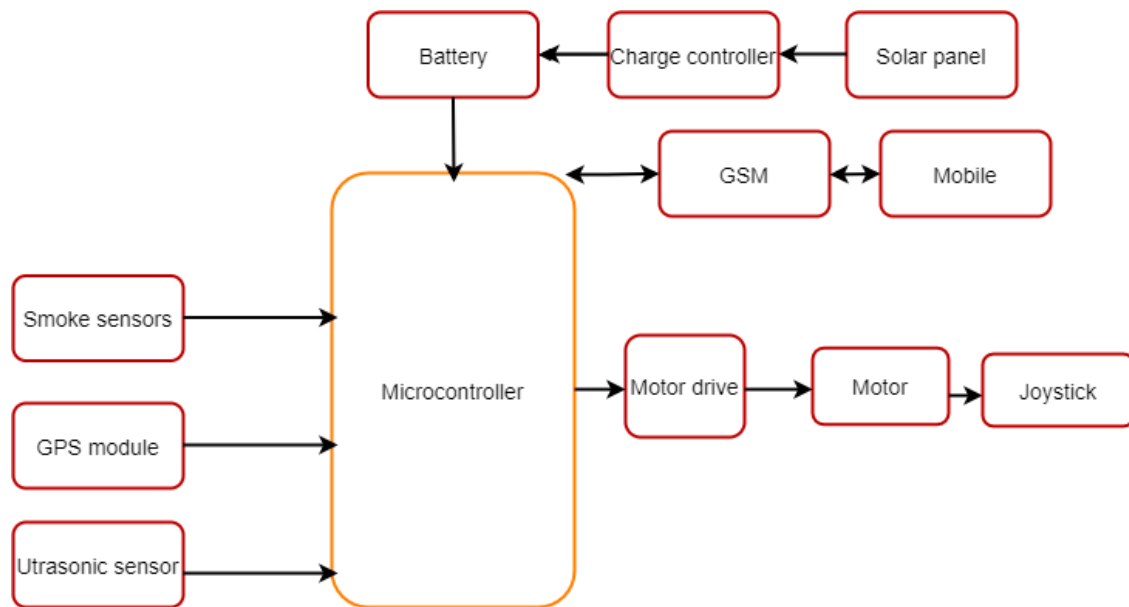 Battery
Charge controller
Solar panel
GSM
Mobile
Smoke sensors
Microcontroller
Motor drive
Motor
Joystick
GPS module
Utrasonic sensor